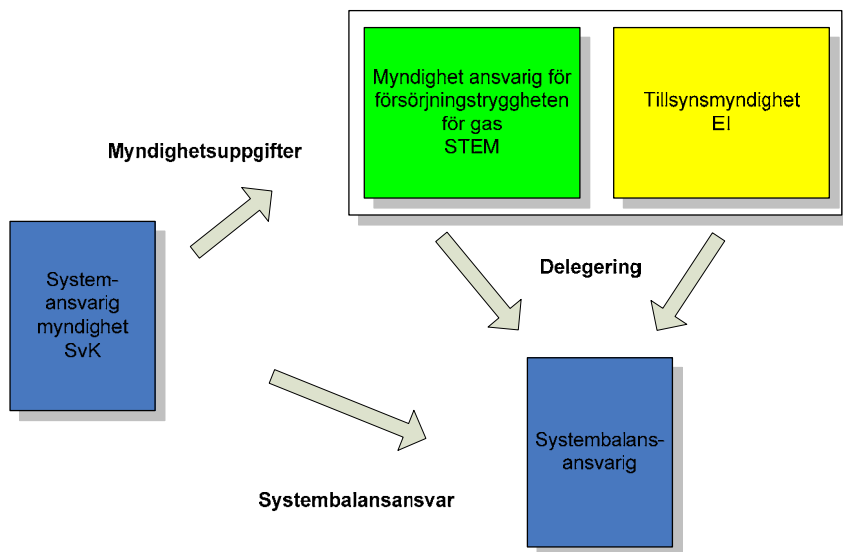 Myndighet ansvarig för
försörjningstryggheten
för gas
STEM
Tillsynsmyndighet
EI
Myndighetsuppgifter
System-
ansvarig
myndighet
SvK
Delegering
Systembalans-
ansvarig
Systembalansansvar